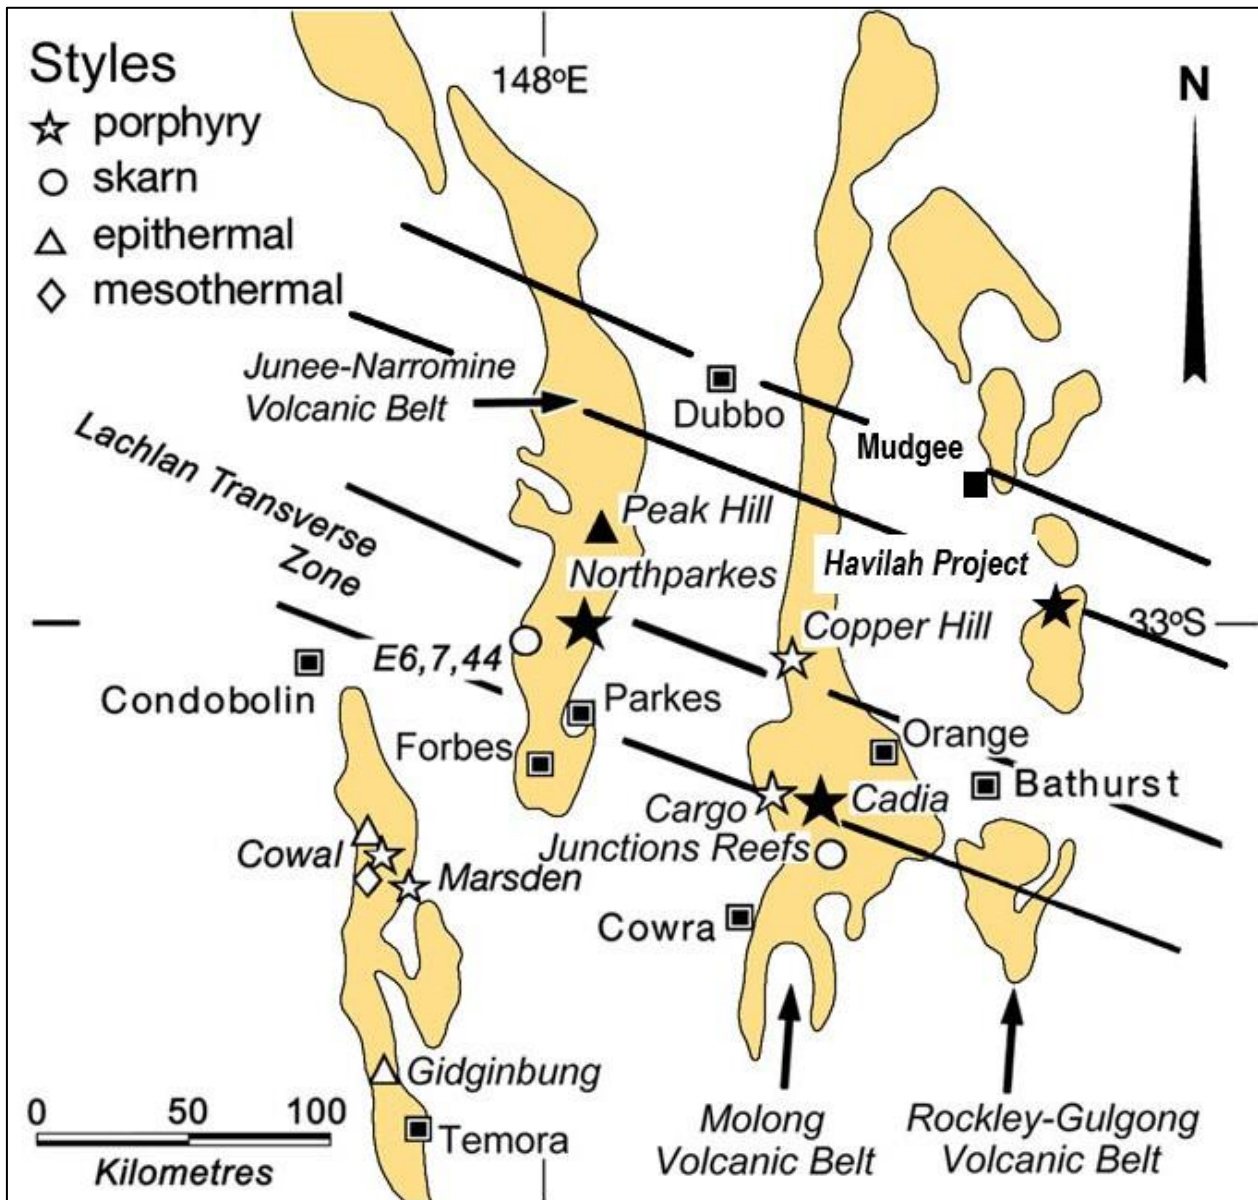 Styles
porphyry
skarn
epithermal
mesothermal
148°E
N
Junee-Narromine
Volcanic Belt
Dubbo
Mudgee
Lachlan Transverse
Zone
Peak Hill
Northparkes
Havilah Project
Copper Hill
33°S
E6,7,44
Condobolin
Parkes
Forbes
Orange
Bathurst
Cargo
Cadia
Cowal
Junctions Reefs
Marsden
Cowra
Gidginbung
Temora
0 50 100
Kilometres
Molong
Volcanic Belt
Rockley-Gulgong
Volcanic Belt